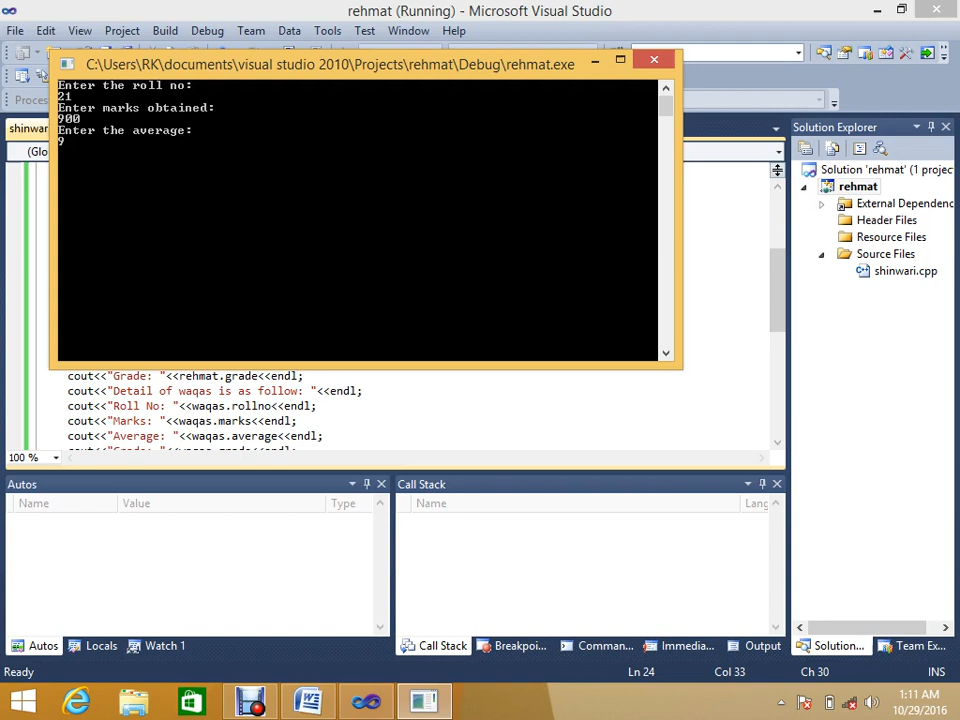 rehmat (Running) - Microsoft Visual Studio
File Edit View Project Build Debug Team Data Tools Test Window Help
C:\Users\RK\documents\visual studio 2010\Projects\rehmat\Debug\rehmat.exe
Enter the roll no:
21
Enter marks obtained:
900
Enter the average:
9
Process
shinwar
(Glo
Solution Explorer
Solution 'rehmat' (1 project
rehmat
External Dependenc
Header Files
Resource Files
Source Files
shinwari.cpp
cout<<"Grade: "<<rehmat.grade<<endl;
cout<<"Detail of waqas is as follow: "<<endl;
cout<<"Roll No: "<<waqas.rollno<<endl;
cout<<"Marks: "<<waqas.marks<<endl;
cout<<"Average: "<<waqas.average<<endl;
100 %
Autos
Name Value Type
Call Stack
Name Lang
Autos Locals Watch 1
Call Stack Breakpoi... Comman... Immedia... Output
Solution... Team Ex...
Ready Ln 24 Col 33 Ch 30 INS
1:11 AM
10/29/2016